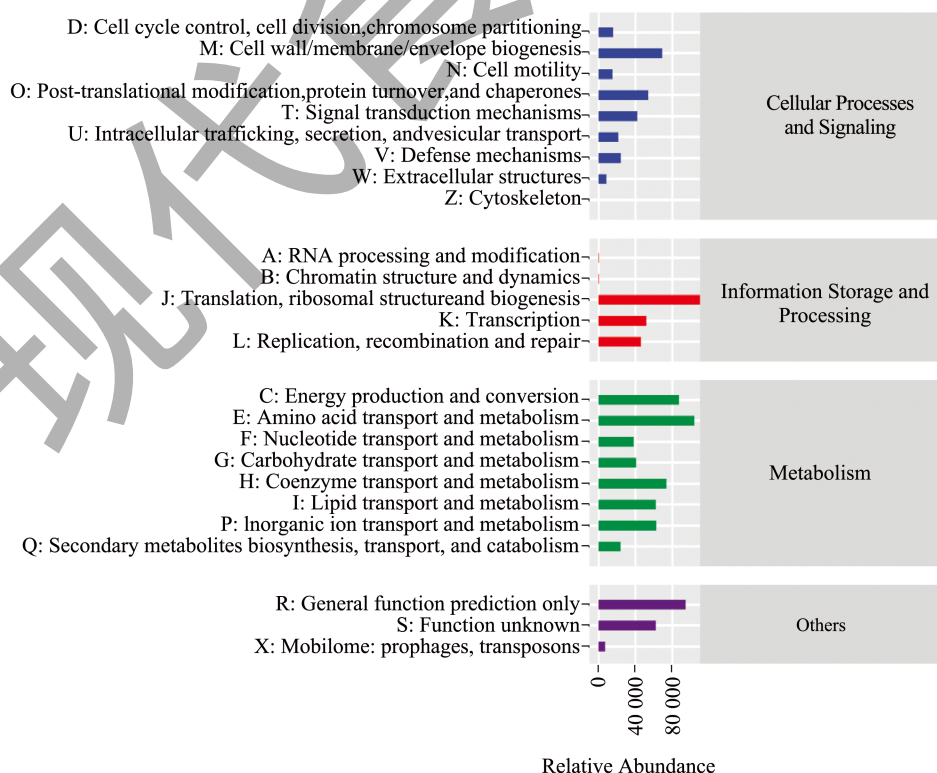 D: Cell cycle control, cell division,chromosome partitioning
M: Cell wall/membrane/envelope biogenesis
N: Cell motility
O: Post-translational modification,protein turnover,and chaperones
T: Signal transduction mechanisms
U: Intracellular trafficking, secretion, andvesicular transport
V: Defense mechanisms
W: Extracellular structures
Z: Cytoskeleton
Cellular Processes
and Signaling
A: RNA processing and modification
B: Chromatin structure and dynamics
J: Translation, ribosomal structureand biogenesis
K: Transcription
L: Replication, recombination and repair
Information Storage and
Processing
C: Energy production and conversion
E: Amino acid transport and metabolism
F: Nucleotide transport and metabolism
G: Carbohydrate transport and metabolism
H: Coenzyme transport and metabolism
I: Lipid transport and metabolism
P: lnorganic ion transport and metabolism
Q: Secondary metabolites biosynthesis, transport, and catabolism
Metabolism
R: General function prediction only
S: Function unknown
X: Mobilome: prophages, transposons
Others
0
40 000
80 000
Relative Abundance
现代